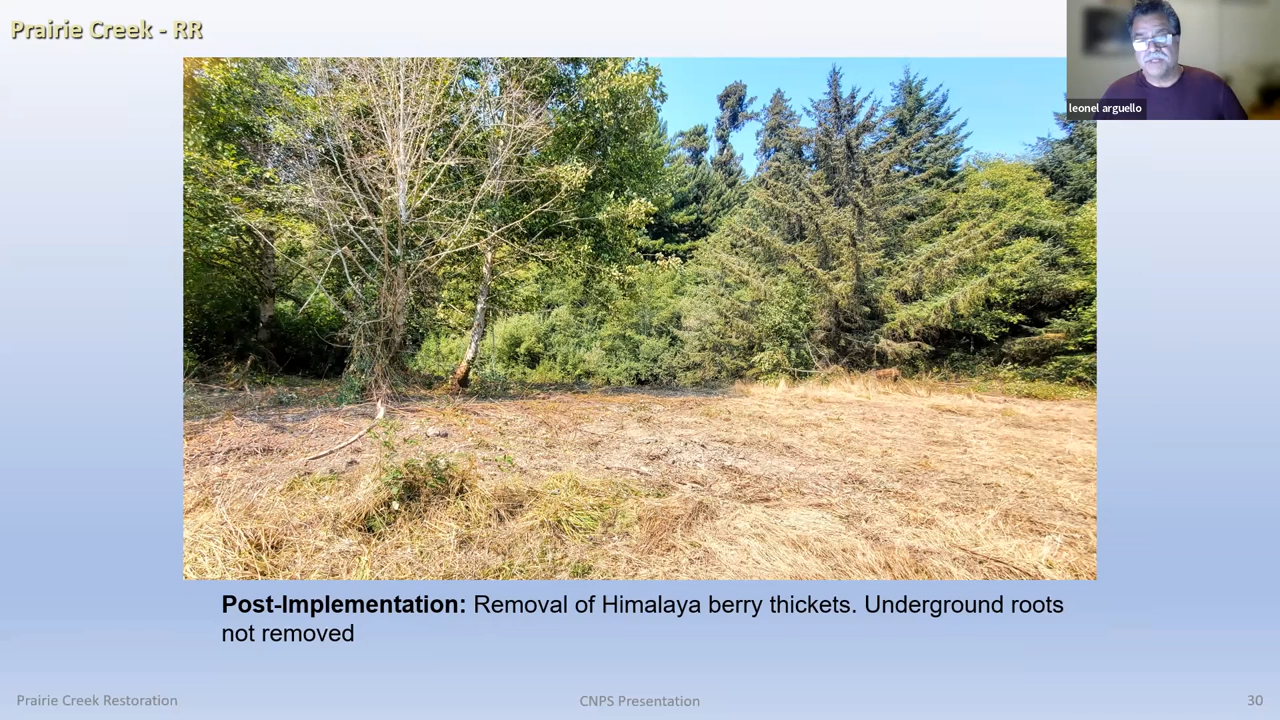 Prairie Creek - RR
leonel arguello
Post-Implementation: Removal of Himalaya berry thickets. Underground roots
not removed
Prairie Creek Restoration
CNPS Presentation
30